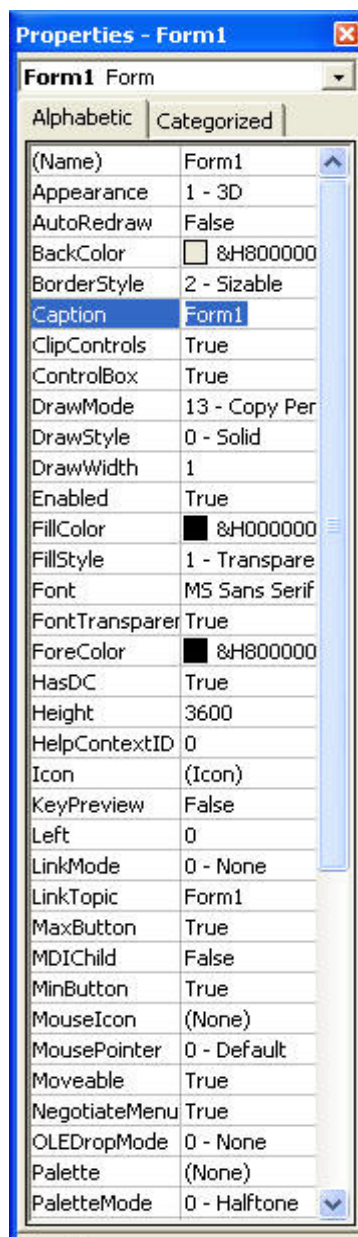 Properties - Form1
Form1 Form
Alphabetic Categorized
(Name) Form1
Appearance 1 - 3D
AutoRedraw False
BackColor &H800000
BorderStyle 2 - Sizable
Caption Form1
ClipControls True
ControlBox True
DrawMode 13 - Copy Per
DrawStyle 0 - Solid
DrawWidth 1
Enabled True
FillColor &H000000
FillStyle 1 - Transpare
Font MS Sans Serif
FontTransparer True
ForeColor &H800000
HasDC True
Height 3600
HelpContextID 0
Icon (Icon)
KeyPreview False
Left 0
LinkMode 0 - None
LinkTopic Form1
MaxButton True
MDIChild False
MinButton True
MouseIcon (None)
MousePointer 0 - Default
Moveable True
NegotiateMenu True
OLEDropMode 0 - None
Palette (None)
PaletteMode 0 - Halftone